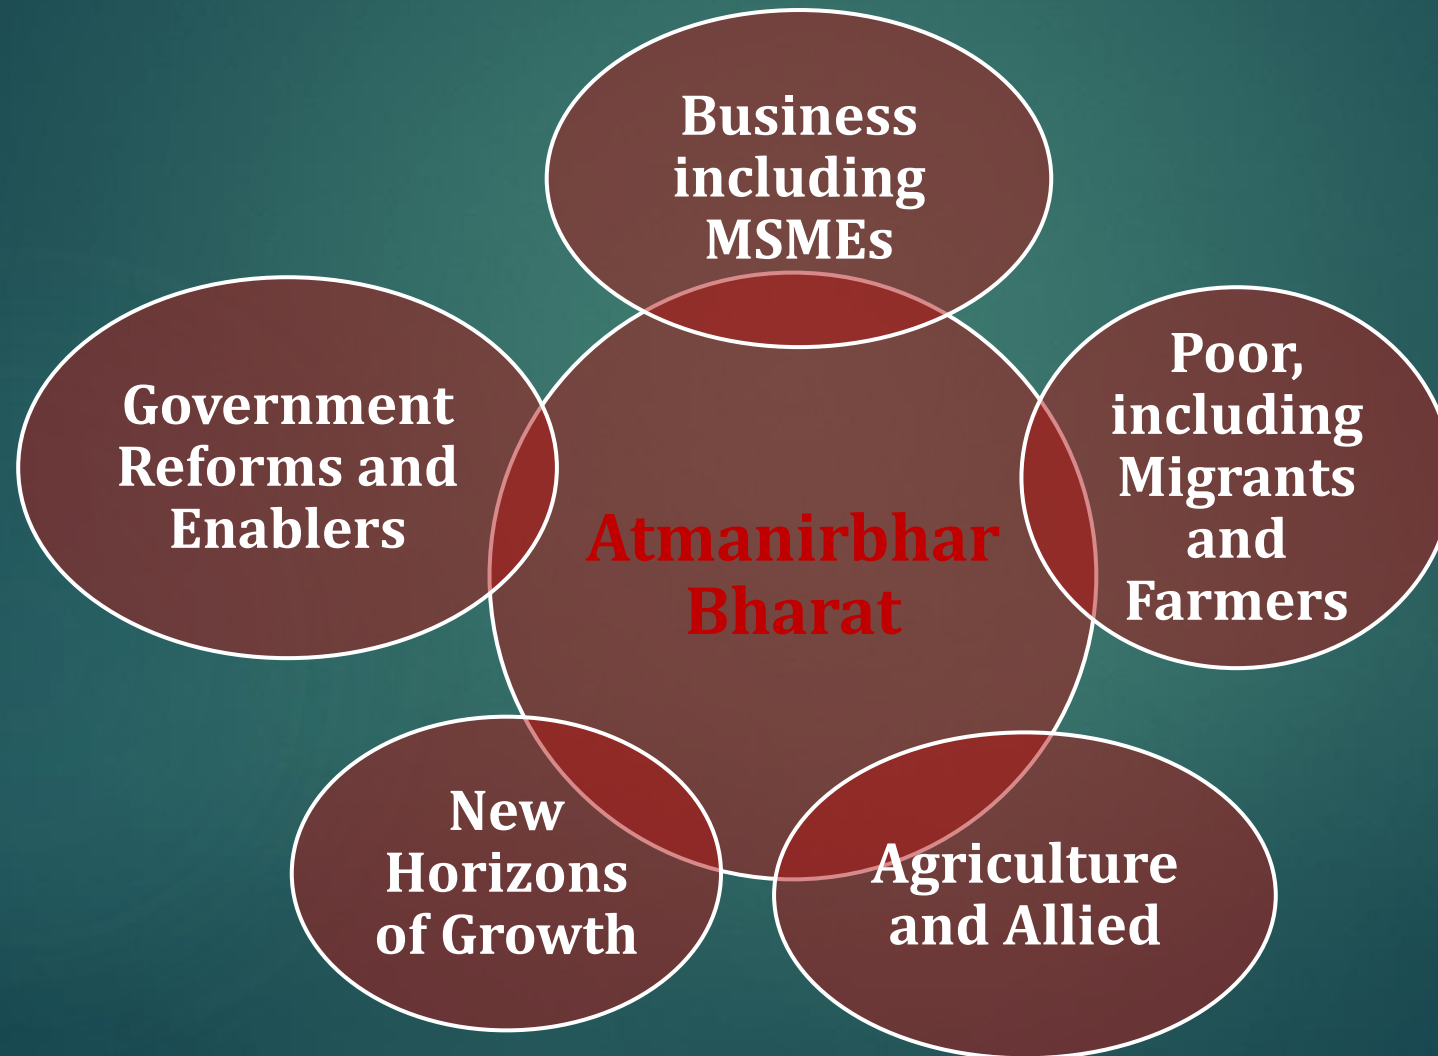 Business
including
MSMEs
Poor,
including
Migrants
and
Farmers
Agriculture
and Allied
New
Horizons
of Growth
Government
Reforms and
Enablers
Atmanirbhar
Bharat